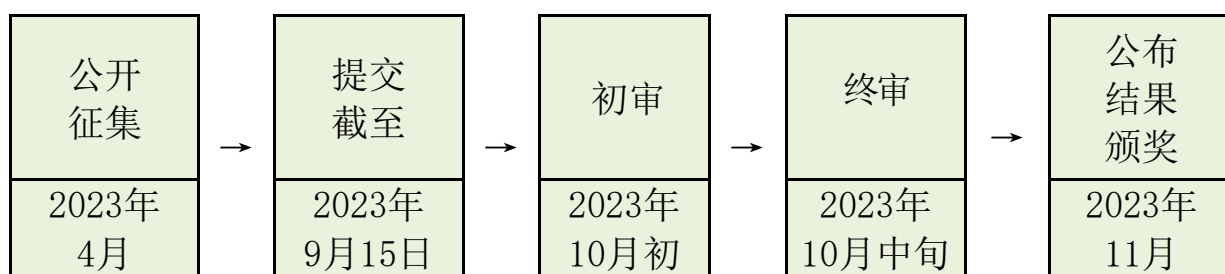 公开
征集
2023年
4月
→
提交
截至
2023年
9月15日
→
初审
2023年
10月初
→
终审
2023年
10月中旬
→
公布
结果
颁奖
2023年
11月